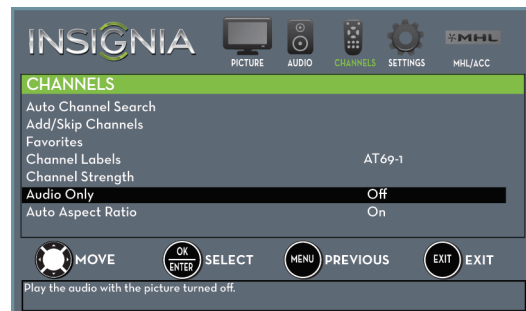 INSIGNIA
PICTURE AUDIO CHANNELS SETTINGS MHL MHL/ACC
CHANNELS
Auto Channel Search
Add/Skip Channels
Favorites
Channel Labels AT69-1
Channel Strength
Audio Only Off
Auto Aspect Ratio On
MOVE OK ENTER SELECT MENU PREVIOUS EXIT EXIT
Play the audio with the picture turned off.